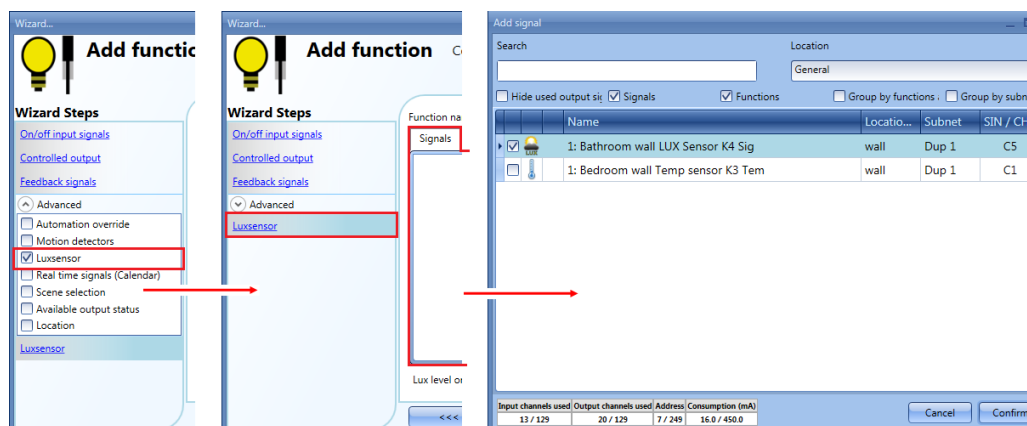 Wizard...
Add functic
Wizard Steps
On/off input signals
Controlled output
Feedback signals
Advanced
Automation override
Motion detectors
Luxsensor
Real time signals (Calendar)
Scene selection
Available output status
Location
Luxsensor
Wizard...
Add function
Wizard Steps
On/off input signals
Controlled output
Feedback signals
Advanced
Luxsensor
Function na
Signals
Lux level or
<<<
Add signal
Search Location
General
Hide used output sig Signals Functions Group by functions Group by subn
Name Locatio... Subnet SIN / CH
1: Bathroom wall LUX Sensor K4 Sig wall Dup 1 C5
1: Bedroom wall Temp sensor K3 Tem wall Dup 1 C1
Input channels used Output channels used Address Consumption (mA)
13 / 129 20 / 129 7 / 249 16.0 / 450.0
Cancel Confirm